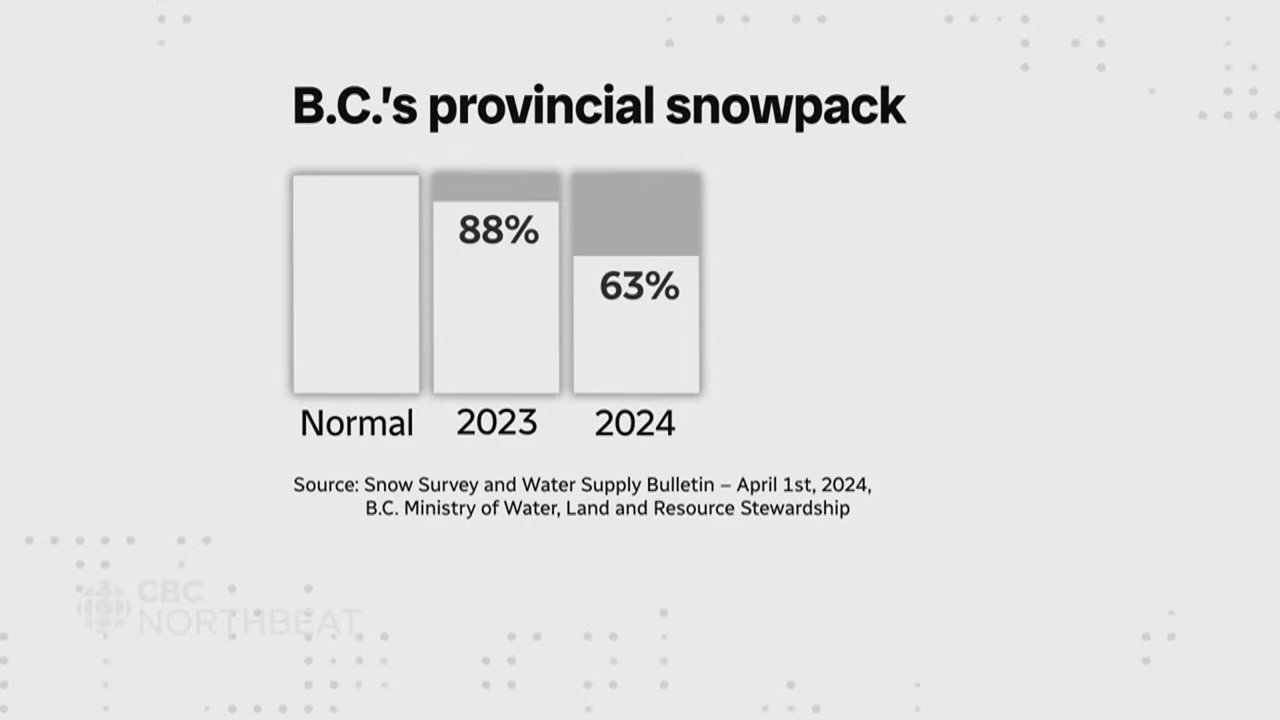 B.C.'s provincial snowpack
88%
63%
Normal
2023
2024
Source: Snow Survey and Water Supply Bulletin – April 1st, 2024,
B.C. Ministry of Water, Land and Resource Stewardship
CBC
NORTHBEAT